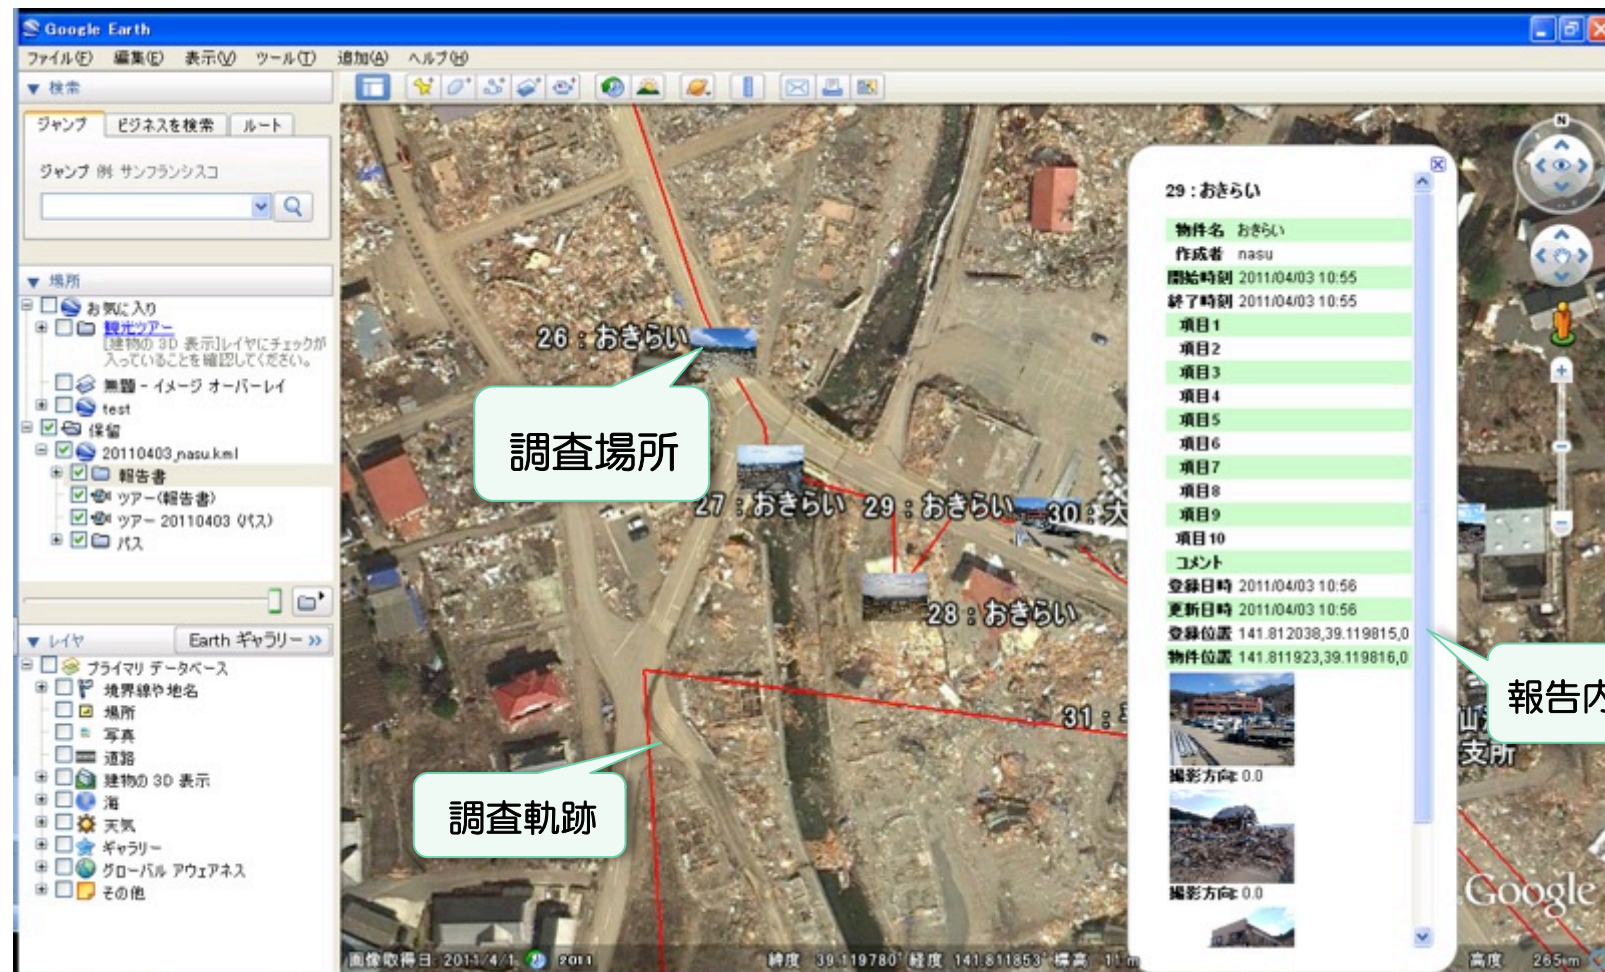 Google Earth
ファイル(F) 編集(E) 表示(V) ツール(T) 追加(A) ヘルプ(H)
▼ 検索
ジャンプ ビジネスを検索 ルート
ジャンプ 例: サンフランシスコ
▼ 場所
お気に入り
観光ツアー
[建物の 3D 表示]レイヤにチェックが
入っていることを確認してください。
無題 - イメージ オーバーレイ
test
保留
20110403_nasu.kml
報告書
ツアー(報告書)
ツアー 20110403 (パス)
パス
▼ レイヤ Earth ギャラリー »
プライマリ データベース
境界線や地名
場所
写真
道路
建物の 3D 表示
海
天気
ギャラリー
グローバル アウェアネス
その他
26 : おきらい
調査場所
27 : おきらい
29 : おきらい
30 : 大
28 : おきらい
31 :
調査軌跡
N
29 : おきらい
物件名 おきらい
作成者 nasu
開始時刻 2011/04/03 10:55
終了時刻 2011/04/03 10:55
項目1
項目2
項目3
項目4
項目5
項目6
項目7
項目8
項目9
項目10
コメント
登録日時 2011/04/03 10:56
更新日時 2011/04/03 10:56
登録位置 141.812038,39.119815,0
物件位置 141.811923,39.119816,0
撮影方向: 0.0
撮影方向: 0.0
報告内
支所
Google
画像取得日: 2011/4/1 2011 緯度 39.119780° 経度 141.811853° 標高 11 m 高度 265 m